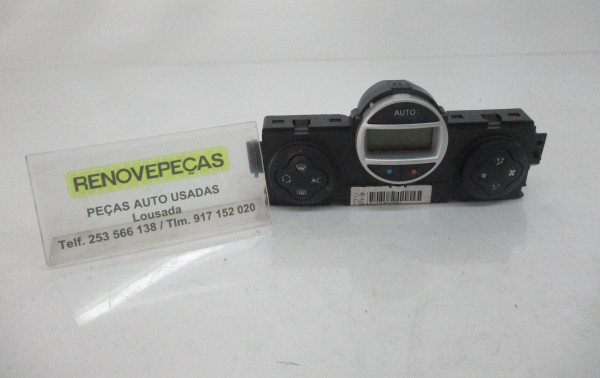 RENOVEPEÇAS
PEÇAS AUTO USADAS
Lousada
Telf. 253 566 138 / Tlm. 917 152 020
AUTO
AC